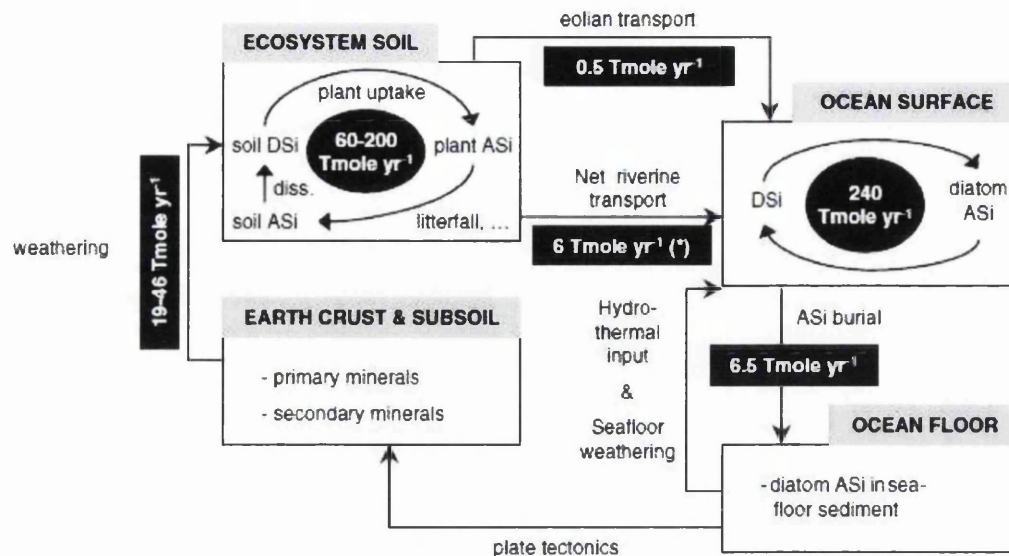 eolian transport
ECOSYSTEM SOIL
0.5 Tmole yr⁻¹
plant uptake
OCEAN SURFACE
soil DSi
60-200
Tmole yr⁻¹
plant ASi
diss.
soil ASi
litterfall, ...
Net riverine
transport
6 Tmole yr⁻¹ (*)
DSi
240
Tmole yr⁻¹
diatom
ASi
weathering
19-46 Tmole yr⁻¹
EARTH CRUST & SUBSOIL
- primary minerals
- secondary minerals
Hydro-
thermal
input
&
Seafloor
weathering
ASi burial
6.5 Tmole yr⁻¹
OCEAN FLOOR
- diatom ASi in sea-
floor sediment
plate tectonics